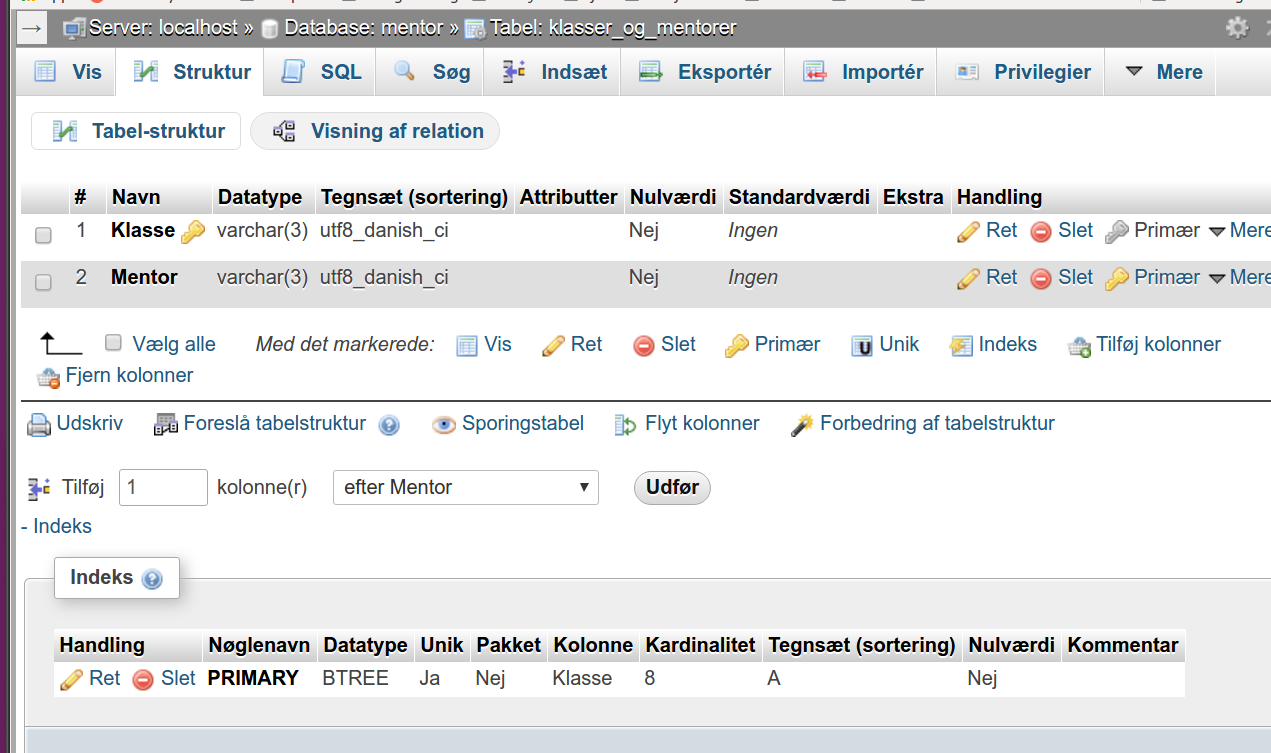 Server: localhost » Database: mentor » Tabel: klasser_og_mentorer
Vis Struktur SQL Søg Indsæt Eksportér Importér Privilegier Mere
Tabel-struktur Visning af relation
# Navn Datatype Tegnsæt (sortering) Attributter Nulværdi Standardværdi Ekstra Handling
1 Klasse varchar(3) utf8_danish_ci Nej Ingen Ret Slet Primær Mere
2 Mentor varchar(3) utf8_danish_ci Nej Ingen Ret Slet Primær Mere
Vælg alle Med det markerede: Vis Ret Slet Primær Unik Indeks Tilføj kolonner
Fjern kolonner
Udskriv Foreslå tabelstruktur Sporingstabel Flyt kolonner Forbedring af tabelstruktur
Tilføj 1 kolonne(r) efter Mentor Udfør
- Indeks
Indeks
Handling Nøglenavn Datatype Unik Pakket Kolonne Kardinalitet Tegnsæt (sortering) Nulværdi Kommentar
Ret Slet PRIMARY BTREE Ja Nej Klasse 8 A Nej